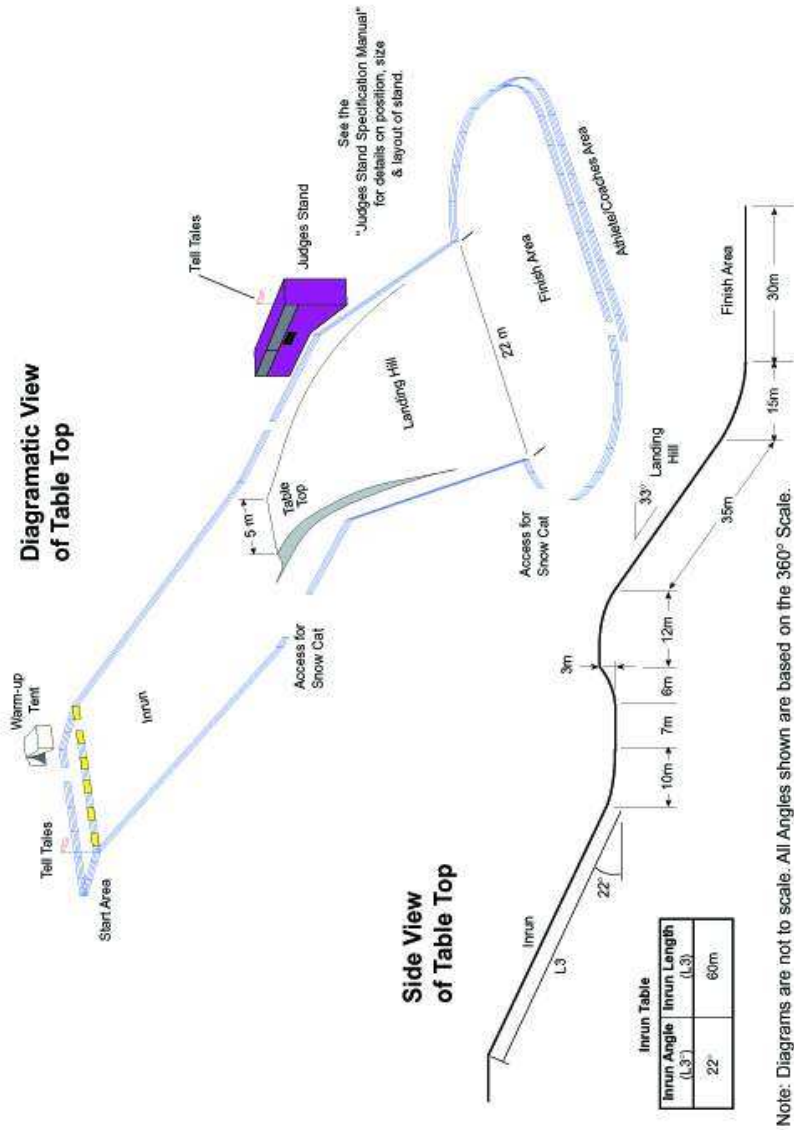 Diagramatic View
of Table Top
Warm-up
Tent
Tell Tales
Start Area
Inrun
Access for
Snow Cat
5 m
Table
Top
Landing Hill
Tell Tales
Judges Stand
See the
"Judges Stand Specification Manual"
for details on position, size
& layout of stand.
22 m
Finish Area
Athlete/Coaches Area
Access for
Snow Cat
Side View
of Table Top
Inrun
L3
22°
10m
7m
6m
3m
12m
33°
Landing
Hill
35m
15m
30m
Finish Area
Inrun Table
Inrun Angle Inrun Length
(L3°) (L3)
22° 60m
Note: Diagrams are not to scale. All Angles shown are based on the 360° Scale.